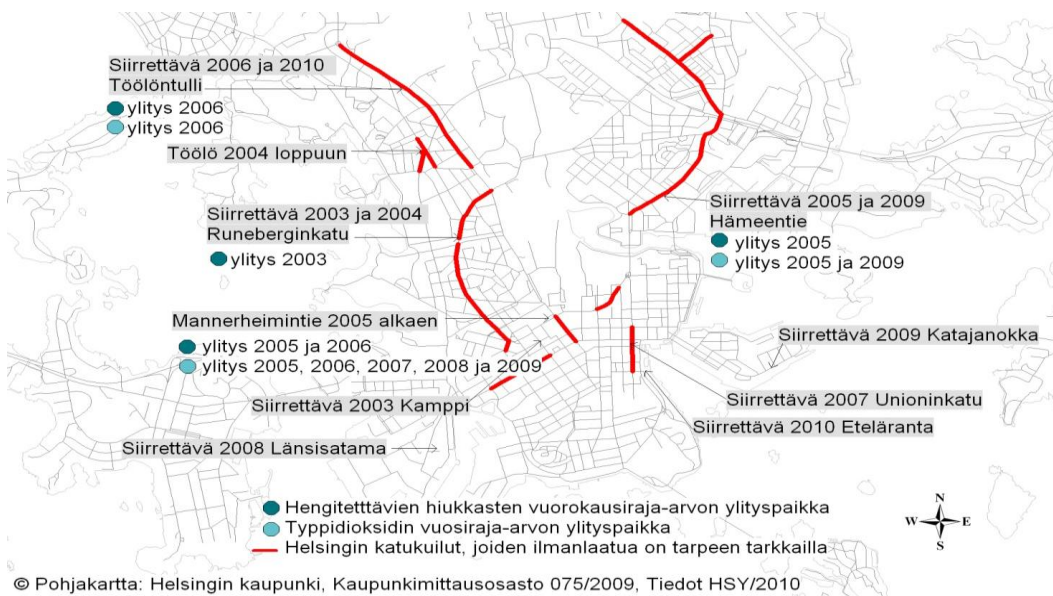 Siirrettävä 2006 ja 2010
Töölöntulli
ylitys 2006
ylitys 2006
Töölö 2004 loppuun
Siirrettävä 2003 ja 2004
Runeberginkatu
ylitys 2003
Siirrettävä 2005 ja 2009
Hämeentie
ylitys 2005
ylitys 2005 ja 2009
Mannerheimintie 2005 alkaen
ylitys 2005 ja 2006
ylitys 2005, 2006, 2007, 2008 ja 2009
Siirrettävä 2009 Katajanokka
Siirrettävä 2003 Kamppi
Siirrettävä 2007 Unioninkatu
Siirrettävä 2010 Eteläranta
Siirrettävä 2008 Länsisatama
Hengitetttävien hiukkasten vuorokausiraja-arvon ylityspaikka
Typpidioksidin vuosiraja-arvon ylityspaikka
Helsingin katukuilut, joiden ilmanlaatua on tarpeen tarkkailla
N
W E
S
© Pohjakartta: Helsingin kaupunki, Kaupunkimittausosasto 075/2009, Tiedot HSY/2010